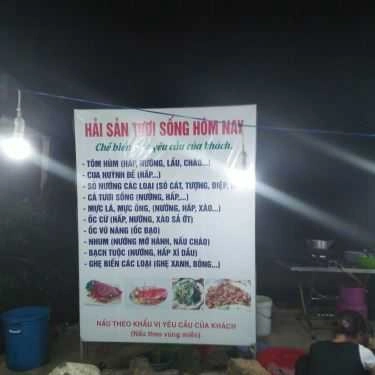 HẢI SẢN TƯƠI SỐNG HÔM NAY
Chế biến yêu cầu của khách.
- TÔM HÙM (HẤP, NƯỚNG, LẨU, CHÁO...)
- CUA HUỲNH ĐẾ (HẤP...)
- SÒ NƯỚNG CÁC LOẠI (SÒ CÁT, TƯỢNG, ĐIỆP,
- CÁ TƯƠI SỐNG (NƯỚNG, HẤP,...)
- MỰC LÁ, MỰC ỐNG, (NƯỚNG, HẤP, XÀO...)
- ỐC CỪ (HẤP, NƯỚNG, XÀO SẢ ỚT)
- ỐC VÚ NÀNG (ỐC ĐẠO)
- NHUM (NƯỚNG MỠ HÀNH, NẤU CHÁO)
- BẠCH TUỘC (NƯỚNG, HẤP XÌ DẦU)
- GHẸ BIỂN CÁC LOẠI (GHẸ XANH, BÔNG...)
NẤU THEO KHẨU VỊ YÊU CẦU CỦA KHÁCH
(Nấu theo vùng miền)